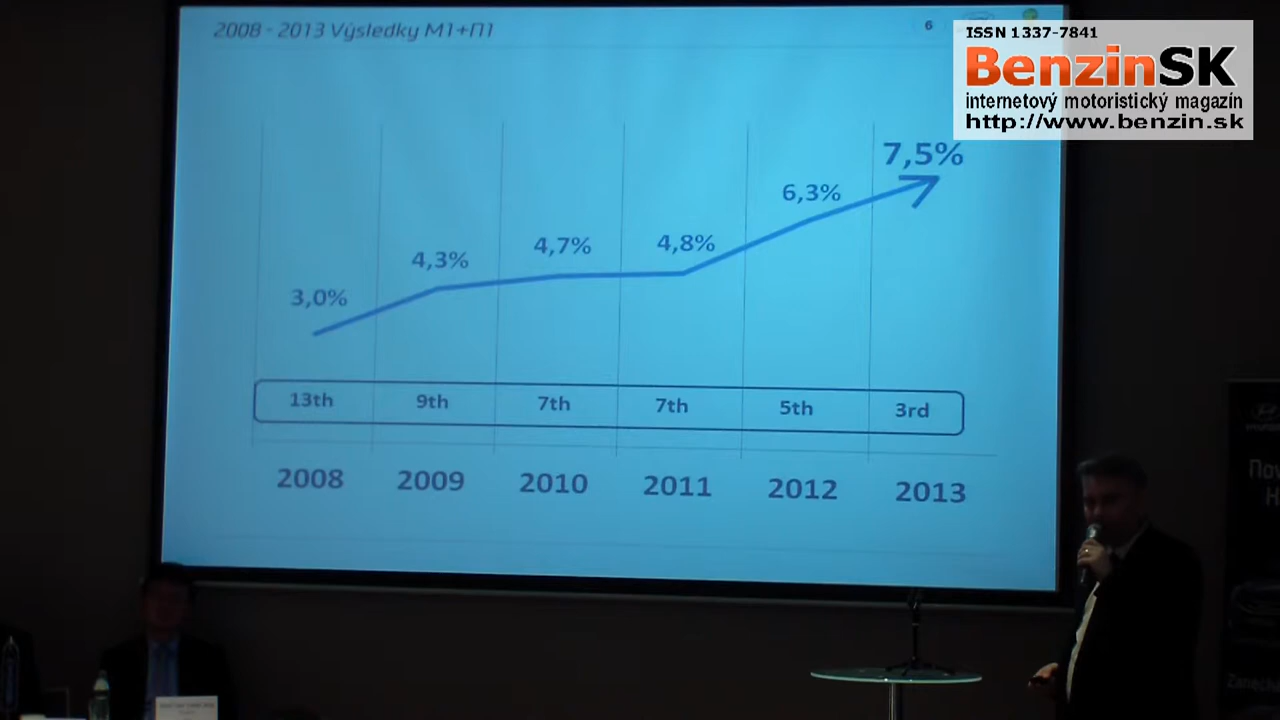 2008 - 2013 Výsledky M1+П1
6
ISSN 1337-7841
BenzinSK
internetový motoristický magazín
http://www.benzin.sk
7,5%
6,3%
4,8%
4,7%
4,3%
3,0%
13th 9th 7th 7th 5th 3rd
2008 2009 2010 2011 2012 2013